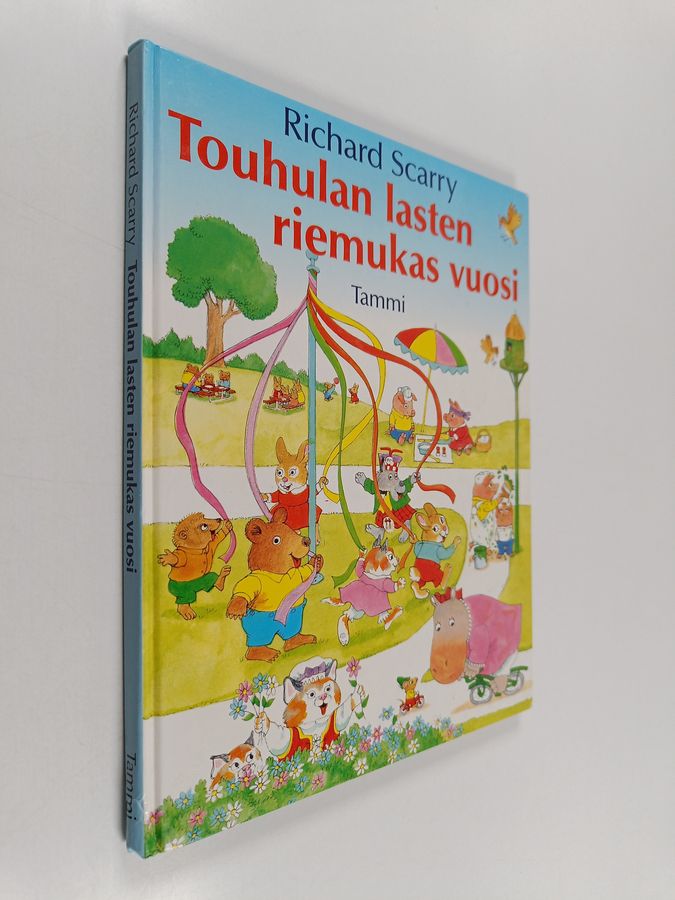 Richard Scarry
Touhulan lasten
riemukas vuosi
Tammi
Richard Scarry Touhulan lasten riemukas vuosi Tammi